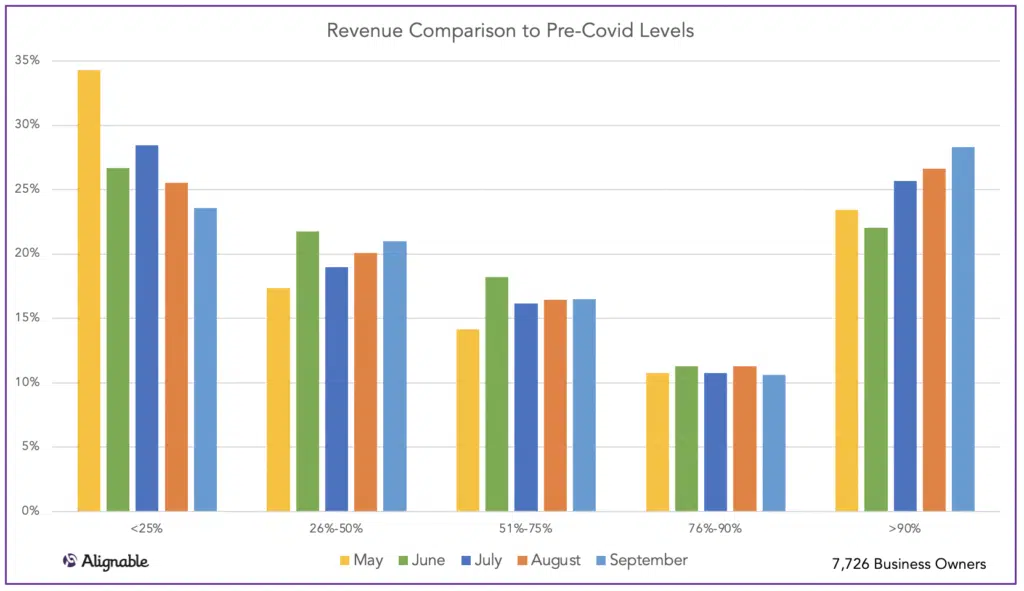 Revenue Comparison to Pre-Covid Levels
35%
30%
25%
20%
15%
10%
5%
0%
<25% 26%-50% 51%-75% 76%-90% >90%
Alignable May June July August September 7,726 Business Owners